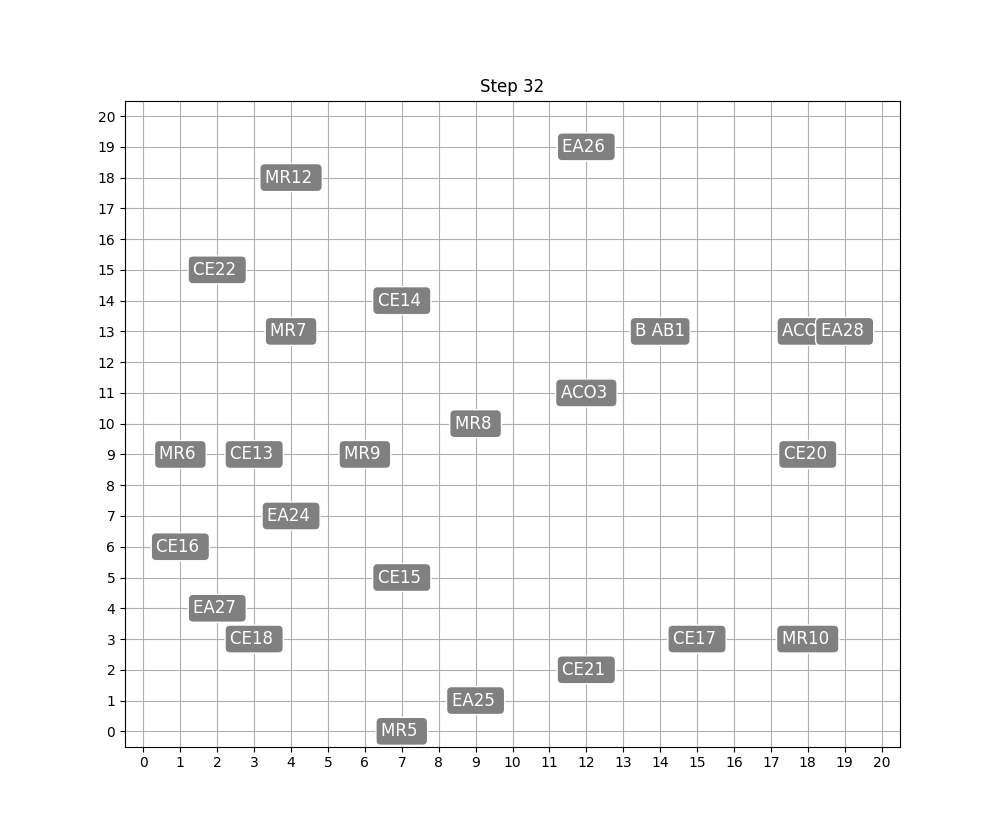 Step 32
20
19 EA26
18 MR12
17
16
15 CE22
14 CE14
13 MR7 B AB1 ACO EA28
12
11 ACO3
10 MR8
9 MR6 CE13 MR9 CE20
8
7 EA24
6 CE16
5 CE15
4 EA27
3 CE18 CE17 MR10
2 CE21
1 EA25
0 MR5
0 1 2 3 4 5 6 7 8 9 10 11 12 13 14 15 16 17 18 19 20